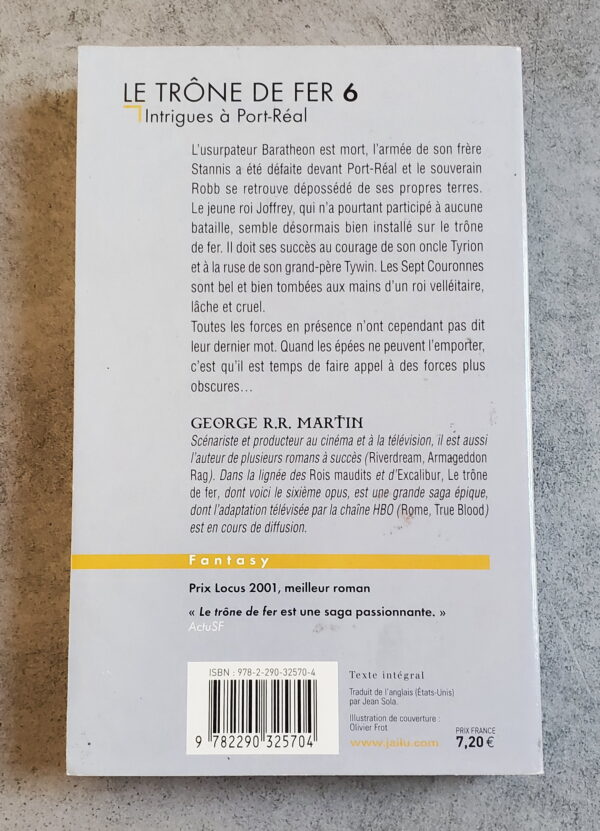 LE TRÔNE DE FER 6
Intrigues à Port-Réal
L'usurpateur Baratheon est mort, l'armée de son frère
Stannis a été défaite devant Port-Réal et le souverain
Robb se retrouve dépossédé de ses propres terres.
Le jeune roi Joffrey, qui n'a pourtant participé à aucune
bataille, semble désormais bien installé sur le trône
de fer. Il doit ses succès au courage de son oncle Tyrion
et à la ruse de son grand-père Tywin. Les Sept Couronnes
sont bel et bien tombées aux mains d'un roi velléitaire,
lâche et cruel.
Toutes les forces en présence n'ont cependant pas dit
leur dernier mot. Quand les épées ne peuvent l'emporter,
c'est qu'il est temps de faire appel à des forces plus
obscures...
GEORGE R.R. MARTIN
Scénariste et producteur au cinéma et à la télévision, il est aussi
l'auteur de plusieurs romans à succès (Riverdream, Armageddon
Rag). Dans la lignée des Rois maudits et d'Excalibur, Le trône
de fer, dont voici le sixième opus, est une grande saga épique,
dont l'adaptation télévisée par la chaîne HBO (Rome, True Blood)
est en cours de diffusion.
Fantasy
Prix Locus 2001, meilleur roman
« Le trône de fer est une saga passionnante. »
ActuSF
ISBN : 978-2-290-32570-4
9 782290 325704
Texte intégral
Traduit de l'anglais (États-Unis)
par Jean Sola.
Illustration de couverture :
Olivier Frot
www.jailu.com
PRIX FRANCE
7,20 €